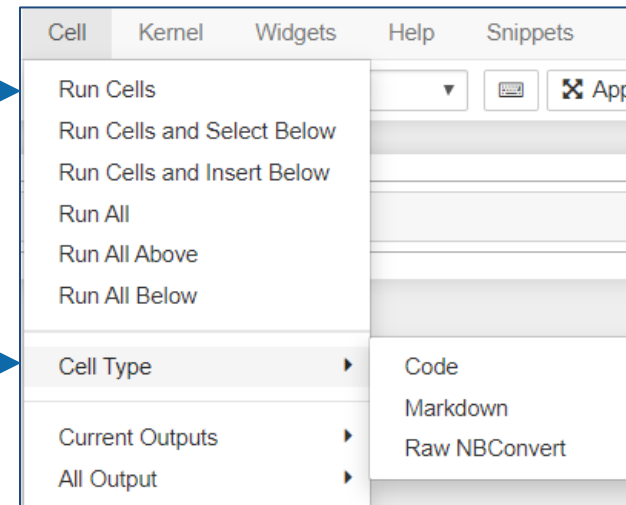 Cell Kernel Widgets Help Snippets
Run Cells
App
Run Cells and Select Below
Run Cells and Insert Below
Run All
Run All Above
Run All Below
Cell Type
Code
Markdown
Raw NBConvert
Current Outputs
All Output